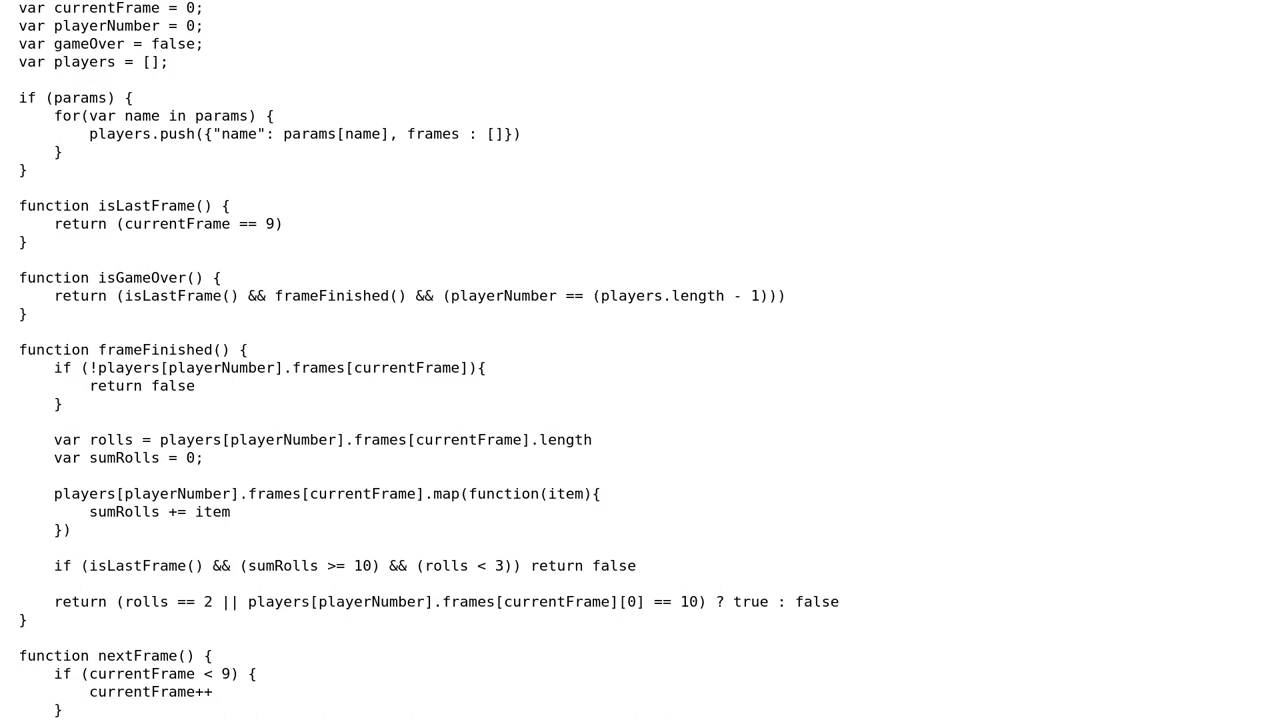 var currentFrame = 0;
var playerNumber = 0;
var gameOver = false;
var players = [];

if (params) {
    for(var name in params) {
        players.push({"name": params[name], frames : []})
    }
}

function isLastFrame() {
    return (currentFrame == 9)
}

function isGameOver() {
    return (isLastFrame() && frameFinished() && (playerNumber == (players.length - 1)))
}

function frameFinished() {
    if (!players[playerNumber].frames[currentFrame]){
        return false
    }

    var rolls = players[playerNumber].frames[currentFrame].length
    var sumRolls = 0;

    players[playerNumber].frames[currentFrame].map(function(item){
        sumRolls += item
    })

    if (isLastFrame() && (sumRolls >= 10) && (rolls < 3)) return false

    return (rolls == 2 || players[playerNumber].frames[currentFrame][0] == 10) ? true : false
}

function nextFrame() {
    if (currentFrame < 9) {
        currentFrame++
    }